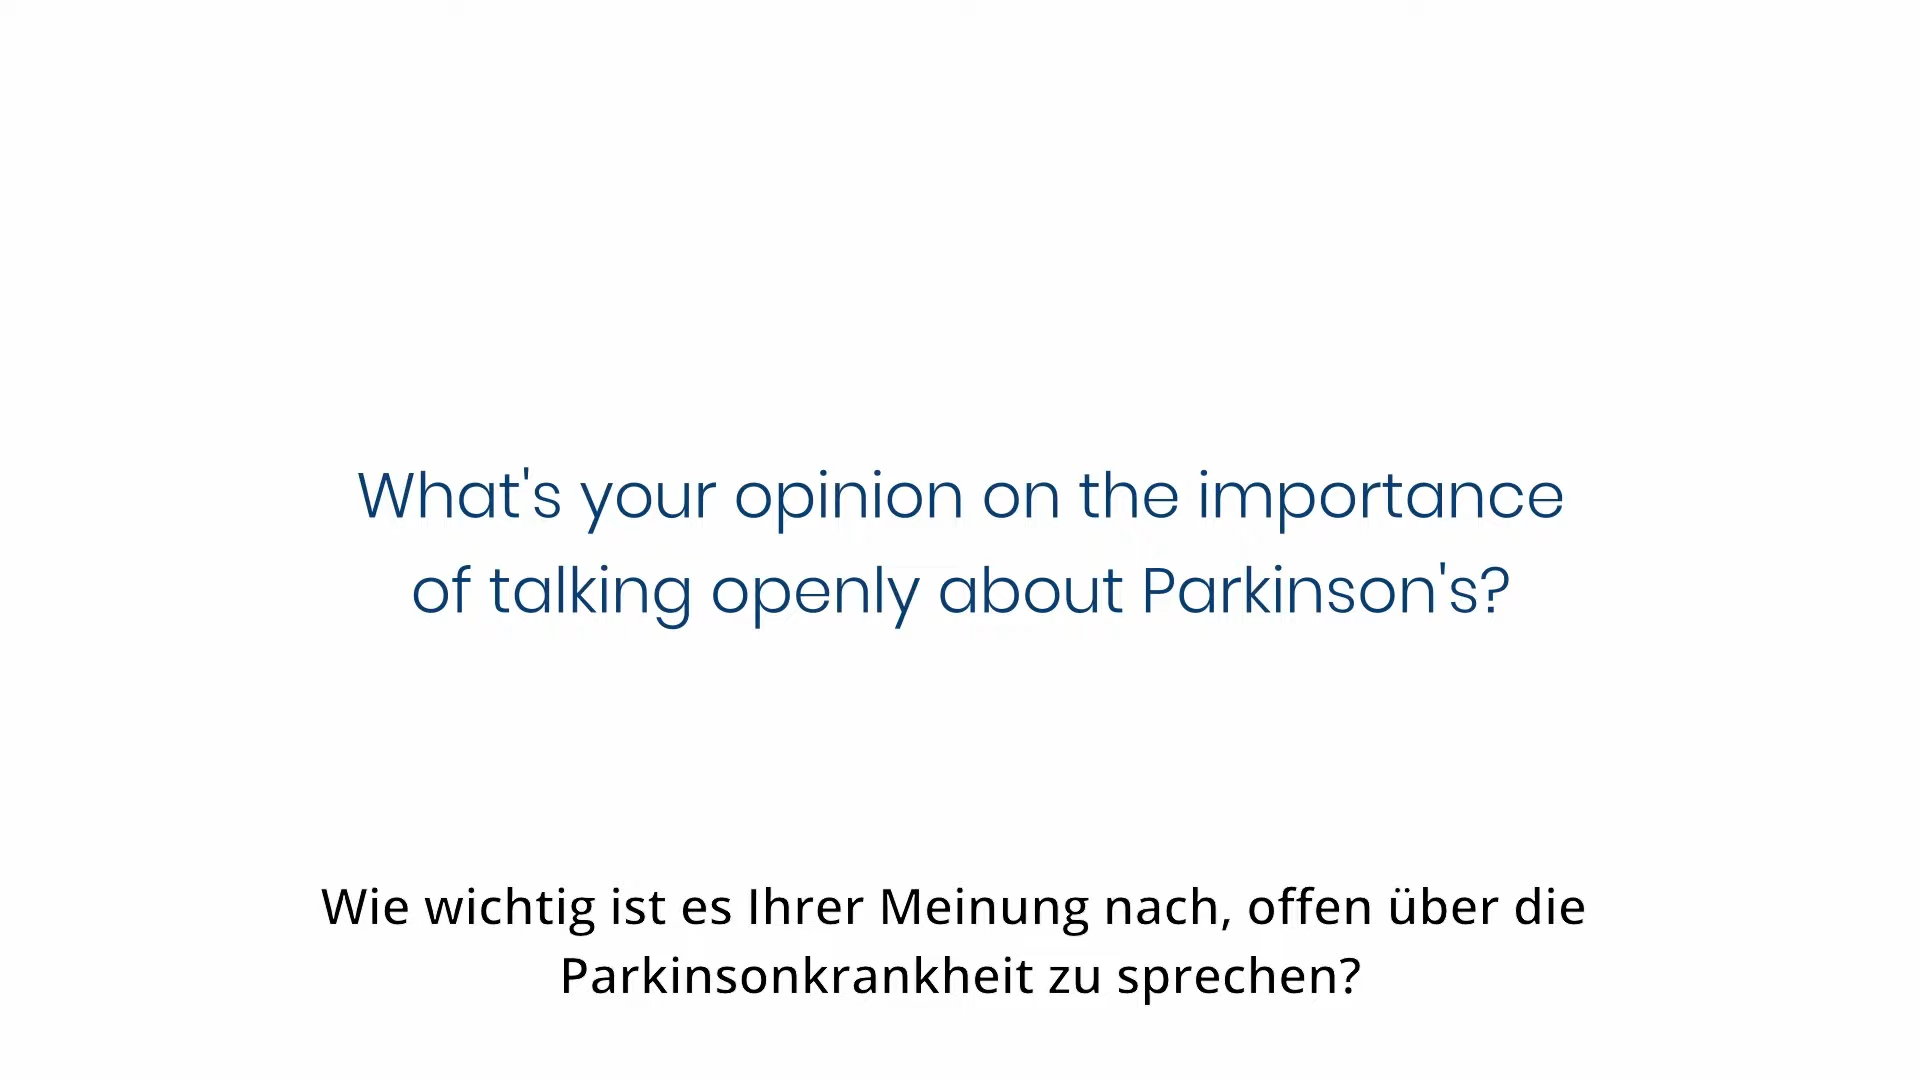 What's your opinion on the importance
of talking openly about Parkinson's?
Wie wichtig ist es Ihrer Meinung nach, offen über die
Parkinsonkrankheit zu sprechen?